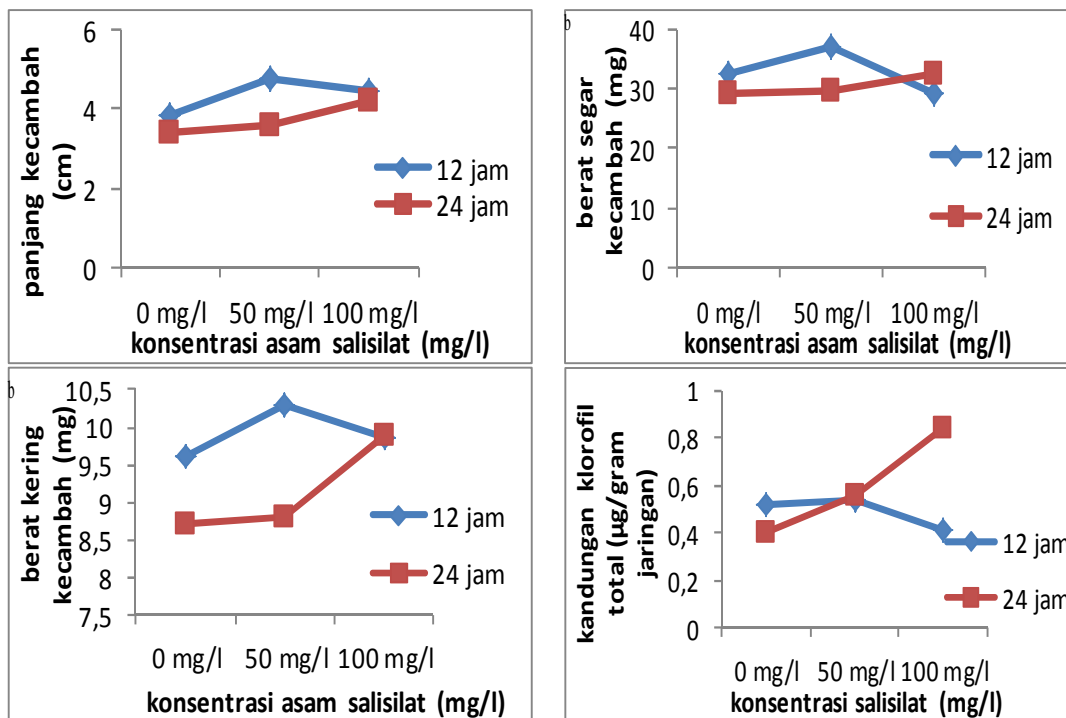 6
4
2
0
panjang kecambah
(cm)
12 jam
24 jam
0 mg/l 50 mg/l 100 mg/l
konsentrasi asam salisilat (mg/l)
b
40
30
20
10
0
berat segar
kecambah (mg)
12 jam
24 jam
0 mg/l 50 mg/l 100 mg/l
konsentrasi asam salisilat (mg/l)
b
10,5
10
9,5
9
8,5
8
7,5
berat kering
kecambah (mg)
12 jam
24 jam
0 mg/l 50 mg/l 100 mg/l
konsentrasi asam salisilat (mg/l)
1
0,8
0,6
0,4
0,2
0
kandungan klorofil
total (µg/gram
jaringan)
12 jam
24 jam
0 mg/l 50 mg/l 100 mg/l
konsentrasi salisilat (mg/l)